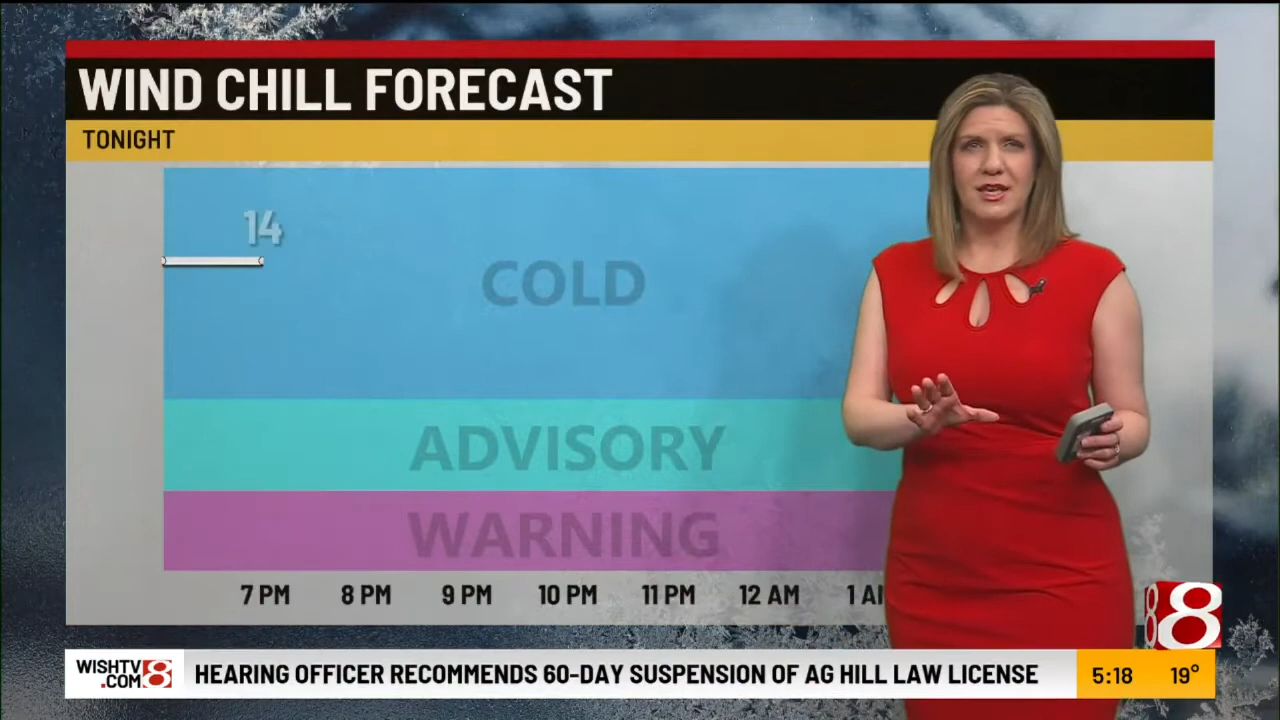 WIND CHILL FORECAST
TONIGHT
14
COLD
ADVISORY
WARNING
7 PM 8 PM 9 PM 10 PM 11 PM 12 AM 1 A
8 8
WISHTV
.COM 8
HEARING OFFICER RECOMMENDS 60-DAY SUSPENSION OF AG HILL LAW LICENSE
5:18 19°